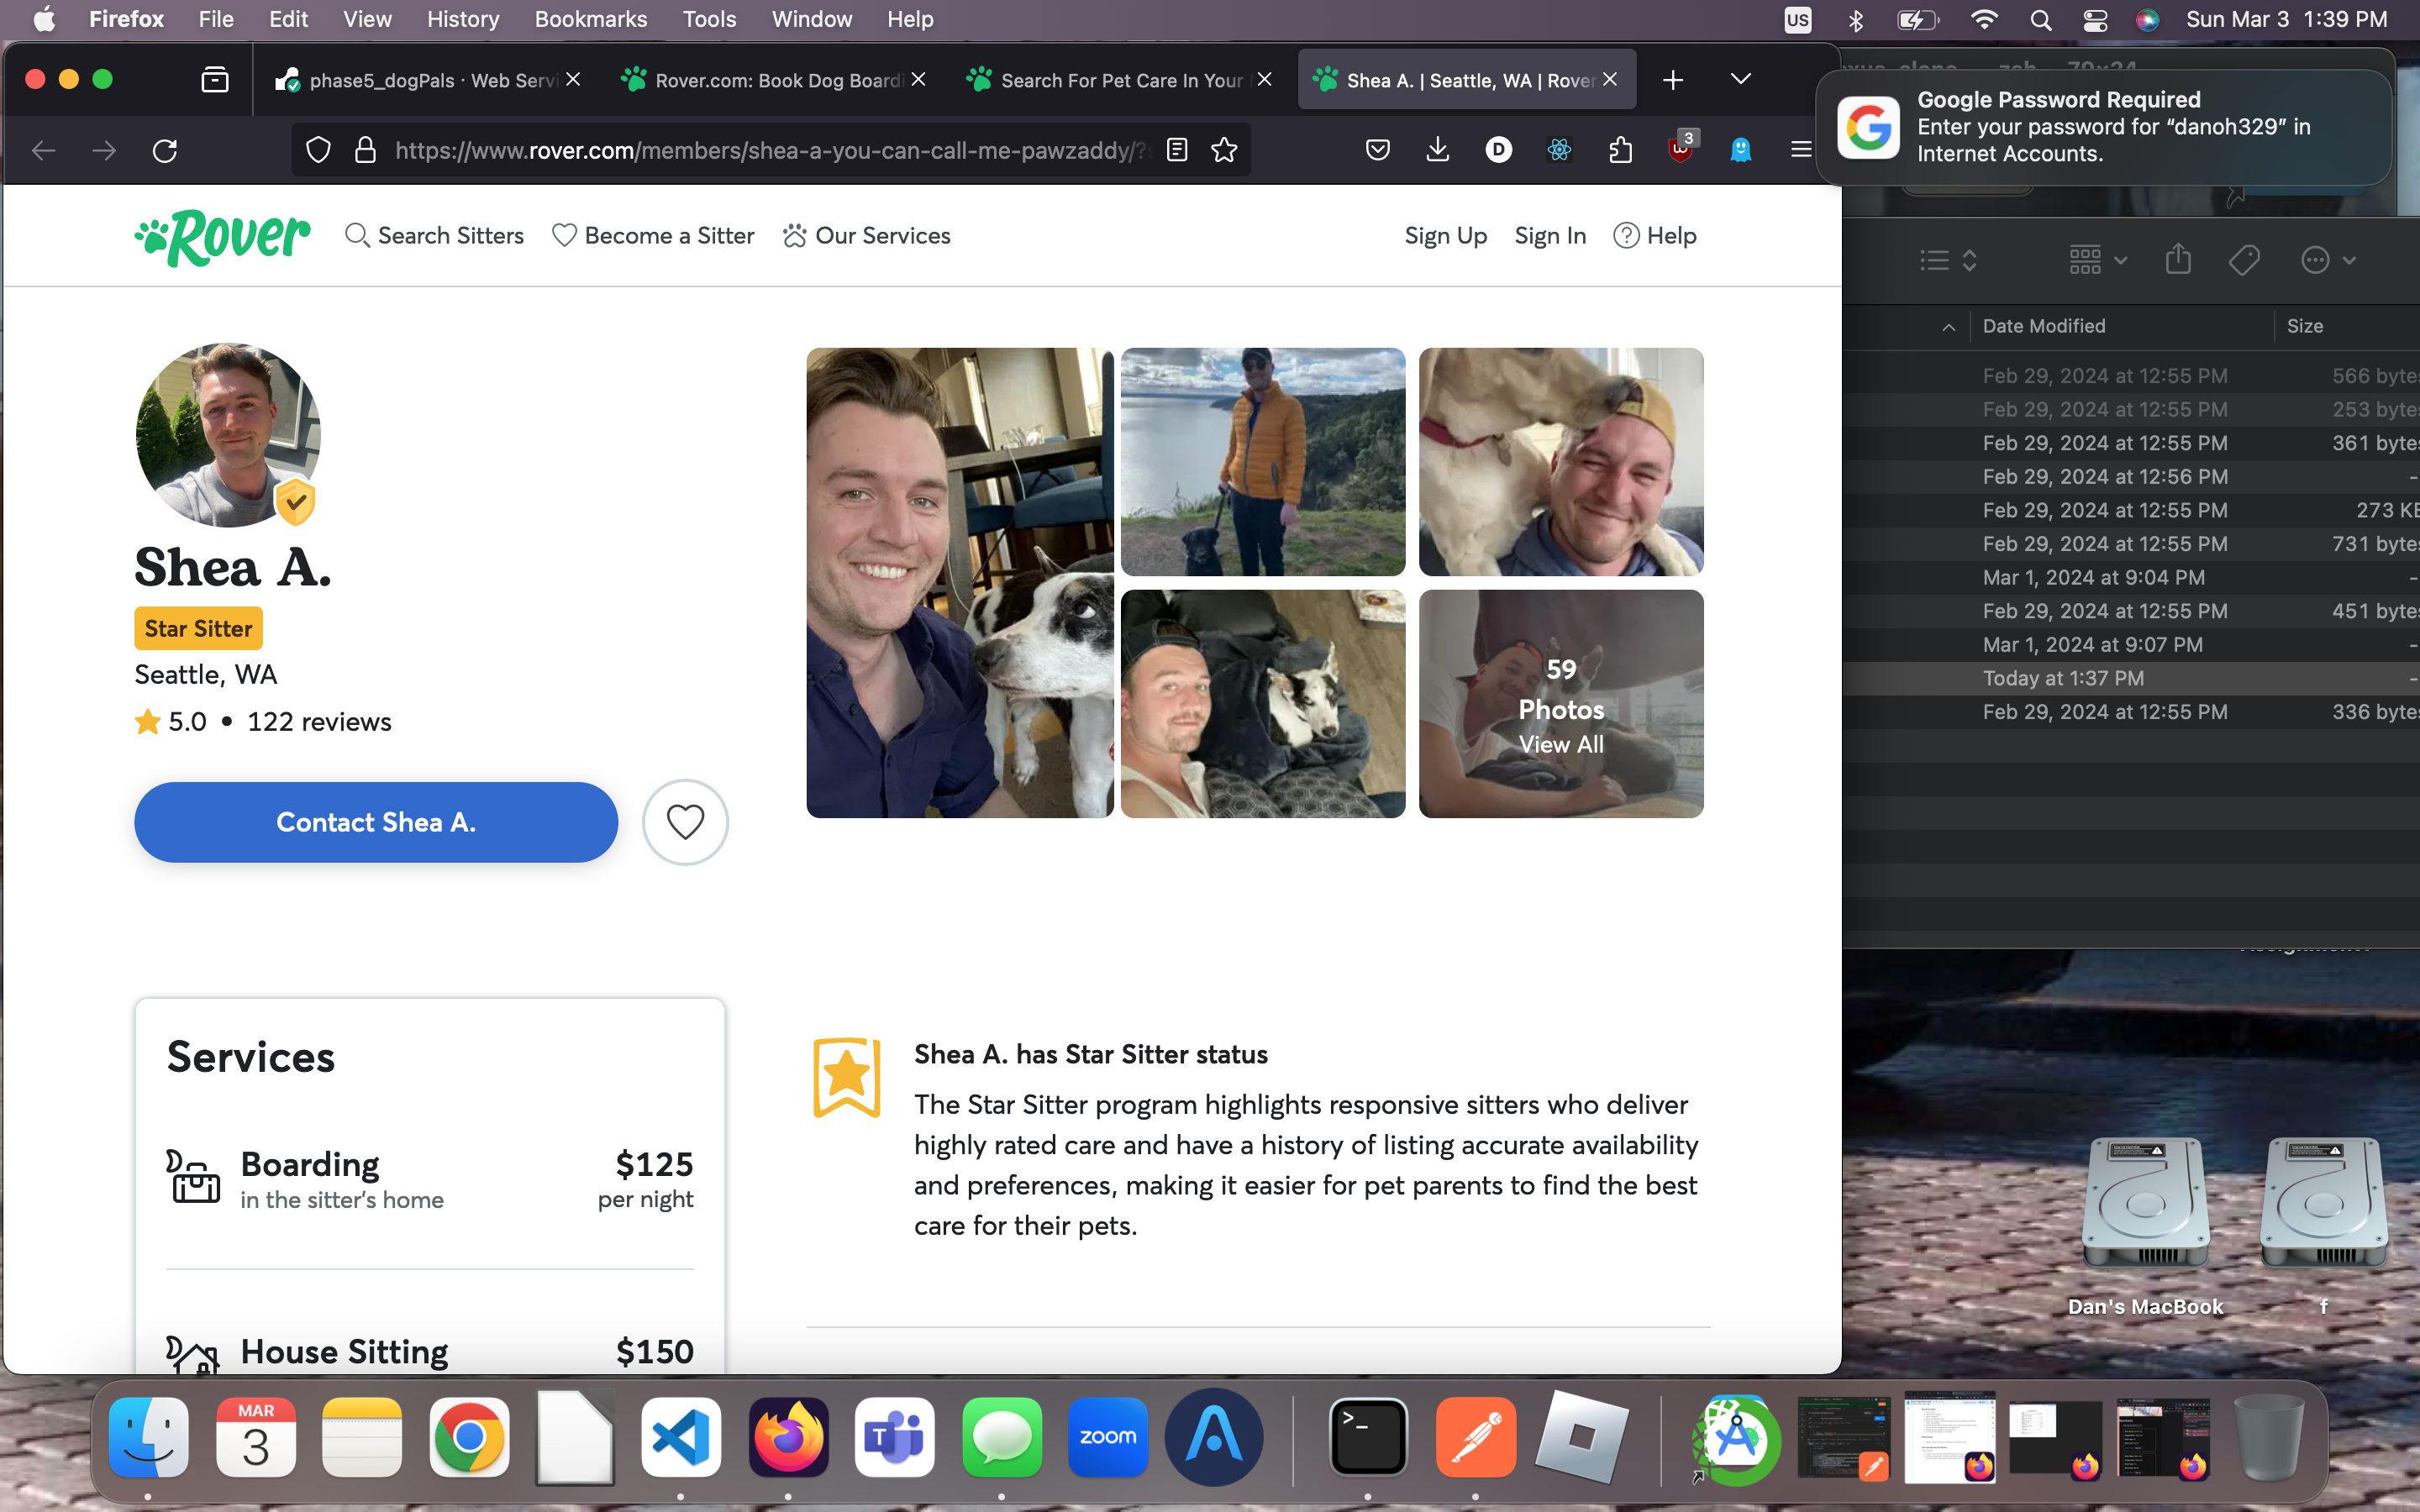 Firefox File Edit View History Bookmarks Tools Window Help
US
Sun Mar 3 1:39 PM
phase5_dogPals · Web Servi
Rover.com: Book Dog Boardi
Search For Pet Care In Your
Shea A. | Seattle, WA | Rover
https://www.rover.com/members/shea-a-you-can-call-me-pawzaddy/?
D
3
Google Password Required
Enter your password for “danoh329” in
Internet Accounts.
Rover
Search Sitters
Become a Sitter
Our Services
Sign Up
Sign In
Help
Shea A.
Star Sitter
Seattle, WA
5.0 • 122 reviews
Contact Shea A.
59
Photos
View All
Services
Boarding
$125
in the sitter's home
per night
House Sitting
$150
Shea A. has Star Sitter status
The Star Sitter program highlights responsive sitters who deliver
highly rated care and have a history of listing accurate availability
and preferences, making it easier for pet parents to find the best
care for their pets.
Date Modified
Size
Feb 29, 2024 at 12:55 PM 566 bytes
Feb 29, 2024 at 12:55 PM 253 bytes
Feb 29, 2024 at 12:55 PM 361 bytes
Feb 29, 2024 at 12:56 PM -
Feb 29, 2024 at 12:55 PM 273 KB
Feb 29, 2024 at 12:55 PM 731 bytes
Mar 1, 2024 at 9:04 PM -
Feb 29, 2024 at 12:55 PM 451 bytes
Mar 1, 2024 at 9:07 PM -
Today at 1:37 PM -
Feb 29, 2024 at 12:55 PM 336 bytes
Dan's MacBook
f
MAR
3
T
zoom
>_